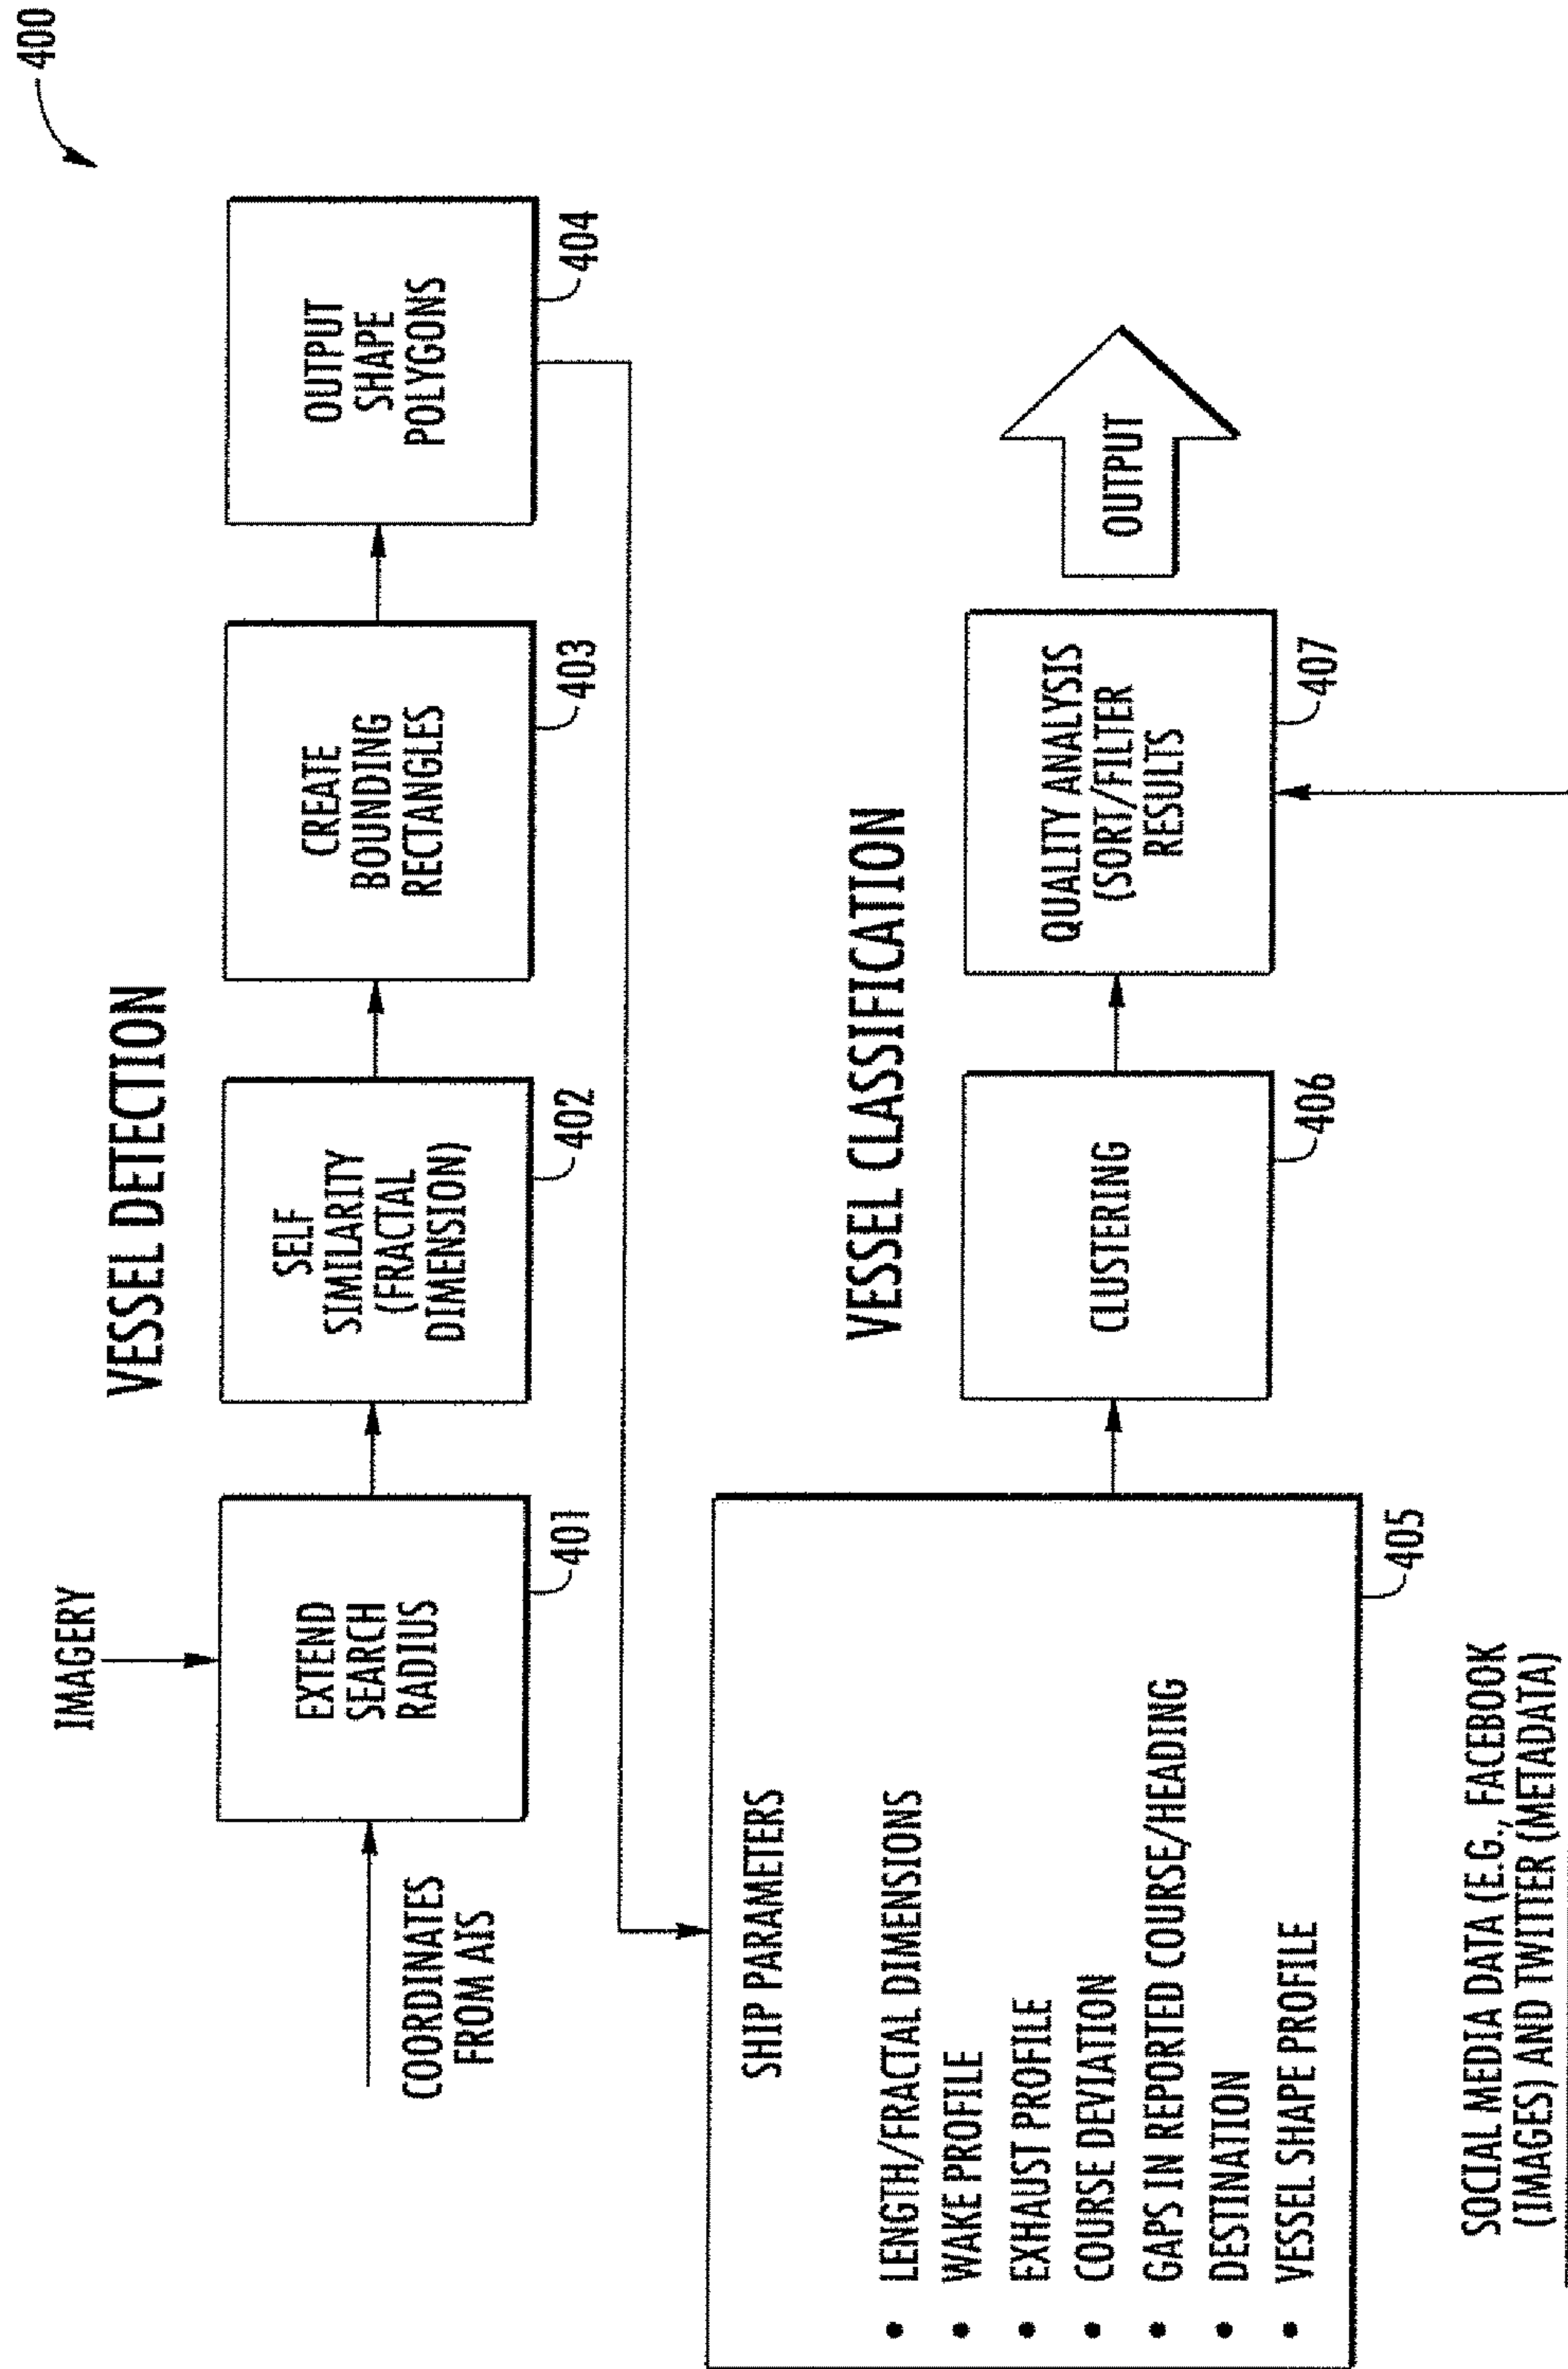 400
VESSEL DETECTION
IMAGERY
COORDINATES
FROM AIS
EXTEND
SEARCH
RADIUS
401
SELF
SIMILARITY
(FRACTAL
DIMENSION)
402
CREATE
BOUNDING
RECTANGLES
403
OUTPUT
SHAPE
POLYGONS
404
VESSEL CLASSIFICATION
SHIP PARAMETERS
• LENGTH/FRACTAL DIMENSIONS
• WAKE PROFILE
• EXHAUST PROFILE
• COURSE DEVIATION
• GAPS IN REPORTED COURSE/HEADING
• DESTINATION
• VESSEL SHAPE PROFILE
405
CLUSTERING
406
QUALITY ANALYSIS
(SORT/FILTER
RESULTS
407
OUTPUT
SOCIAL MEDIA DATA (E.G., FACEBOOK
(IMAGES) AND TWITTER (METADATA)